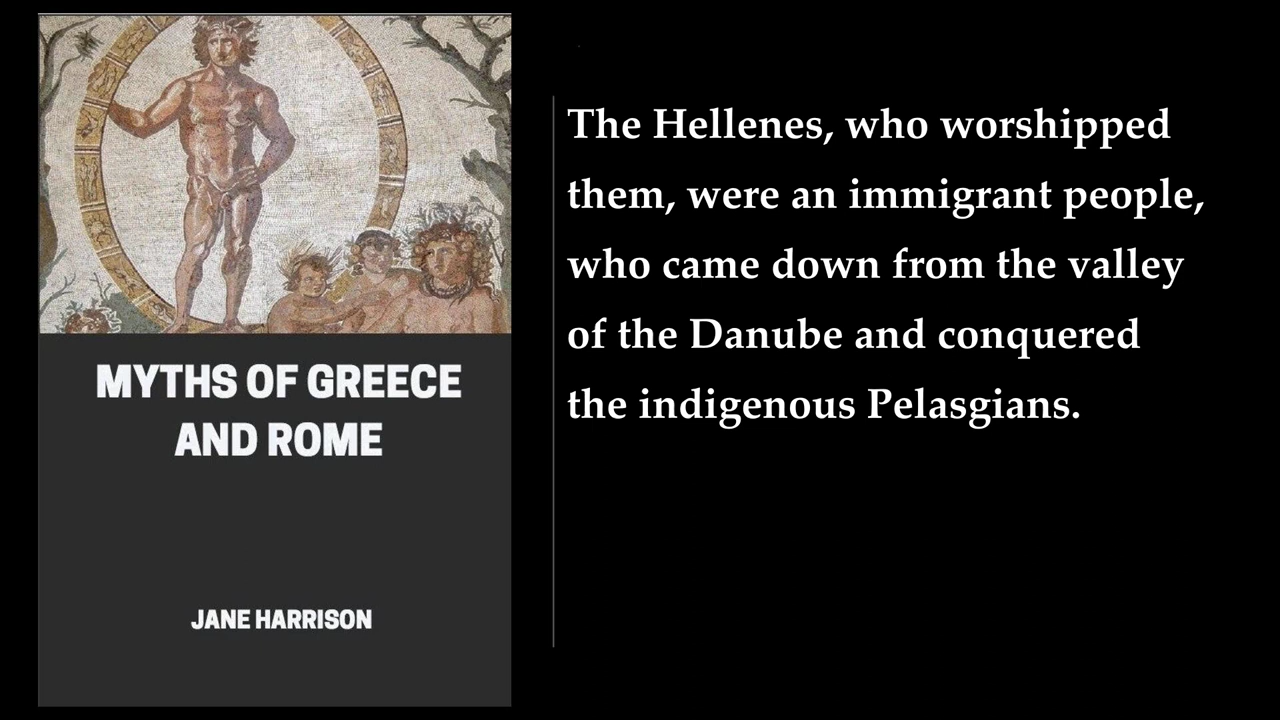 MYTHS OF GREECE
AND ROME
JANE HARRISON
The Hellenes, who worshipped
them, were an immigrant people,
who came down from the valley
of the Danube and conquered
the indigenous Pelasgians.